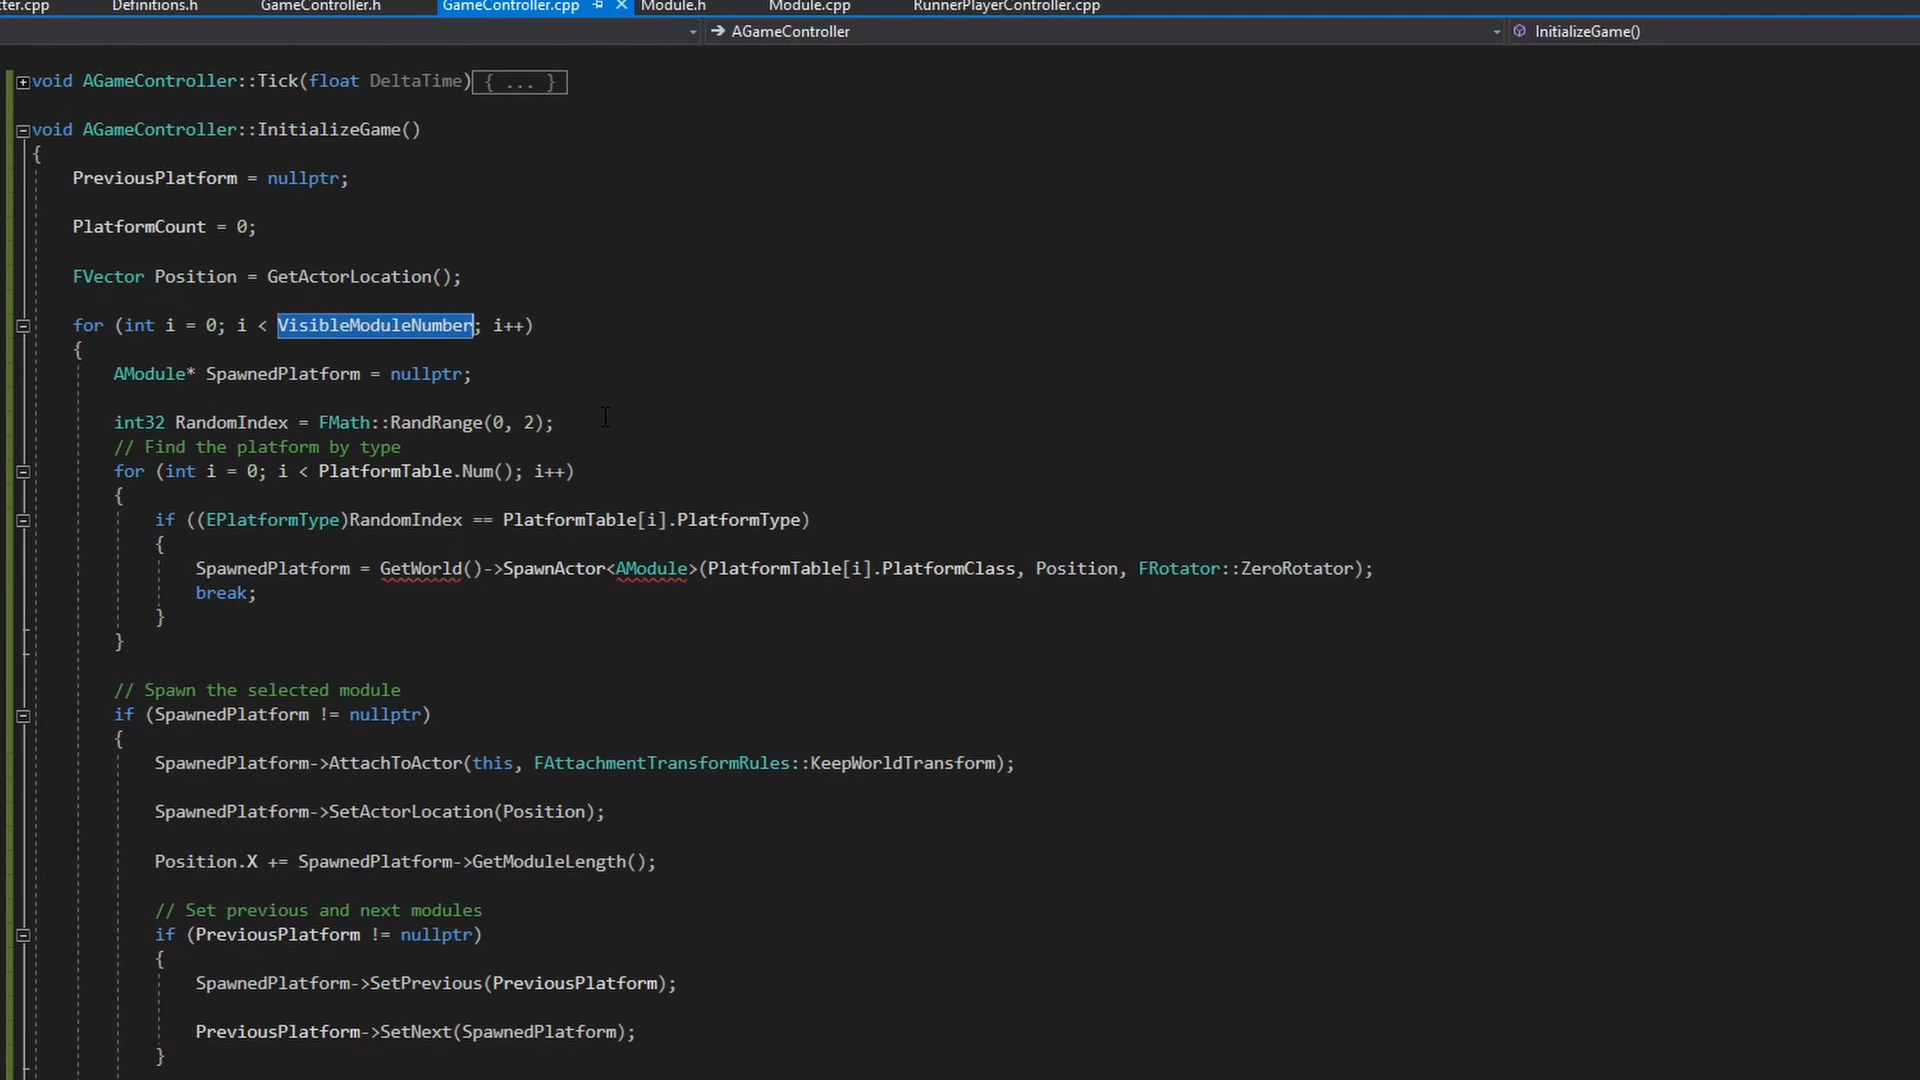 ter.cpp Definitions.h GameController.h GameController.cpp Module.h Module.cpp RunnerPlayerController.cpp
AGameController InitializeGame()
void AGameController::Tick(float DeltaTime){ ... }
void AGameController::InitializeGame()
{
PreviousPlatform = nullptr;
PlatformCount = 0;
FVector Position = GetActorLocation();
for (int i = 0; i < VisibleModuleNumber; i++)
{
AModule* SpawnedPlatform = nullptr;
int32 RandomIndex = FMath::RandRange(0, 2);
// Find the platform by type
for (int i = 0; i < PlatformTable.Num(); i++)
{
if ((EPlatformType)RandomIndex == PlatformTable[i].PlatformType)
{
SpawnedPlatform = GetWorld()->SpawnActor<AModule>(PlatformTable[i].PlatformClass, Position, FRotator::ZeroRotator);
break;
}
}
// Spawn the selected module
if (SpawnedPlatform != nullptr)
{
SpawnedPlatform->AttachToActor(this, FAttachmentTransformRules::KeepWorldTransform);
SpawnedPlatform->SetActorLocation(Position);
Position.X += SpawnedPlatform->GetModuleLength();
// Set previous and next modules
if (PreviousPlatform != nullptr)
{
SpawnedPlatform->SetPrevious(PreviousPlatform);
PreviousPlatform->SetNext(SpawnedPlatform);
}